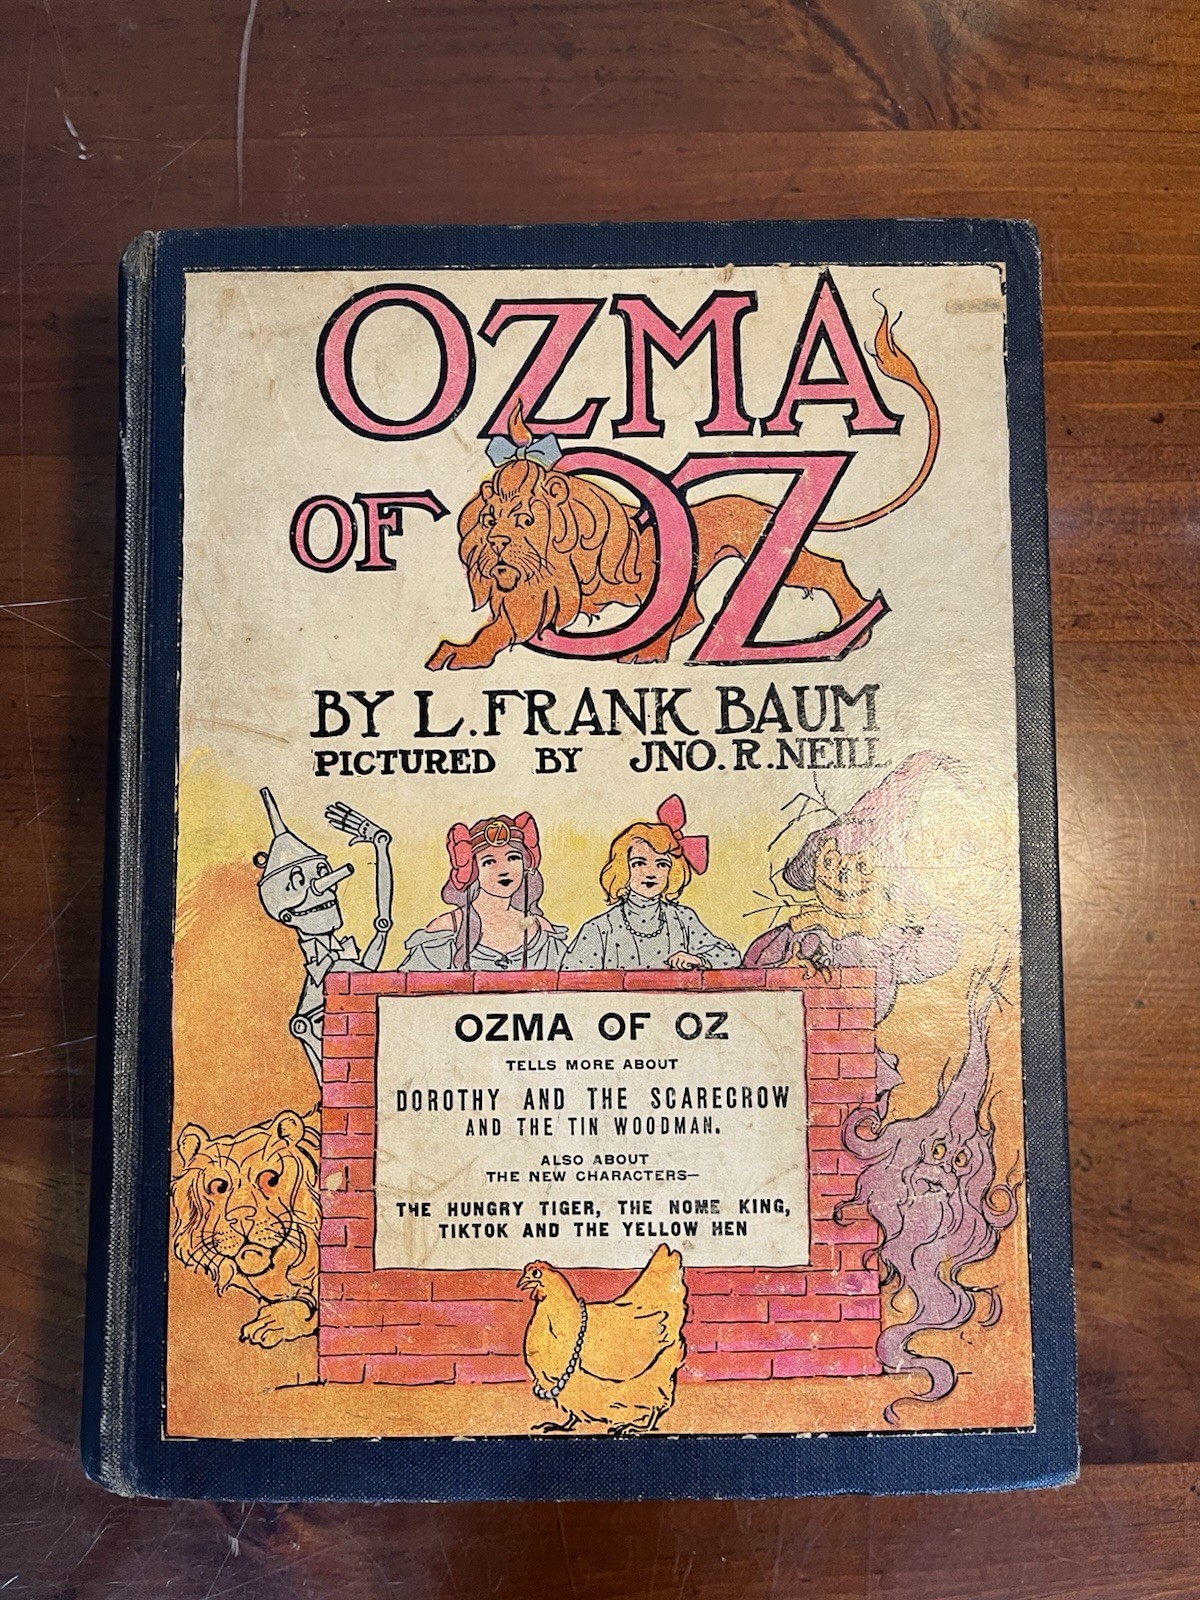 OZMA
OF OZ
BY L. FRANK BAUM
PICTURED BY JNO. R. NEILL
OZ
OZMA OF OZ
TELLS MORE ABOUT
DOROTHY AND THE SCARECROW
AND THE TIN WOODMAN.
ALSO ABOUT
THE NEW CHARACTERS—
THE HUNGRY TIGER, THE NOME KING,
TIKTOK AND THE YELLOW HEN